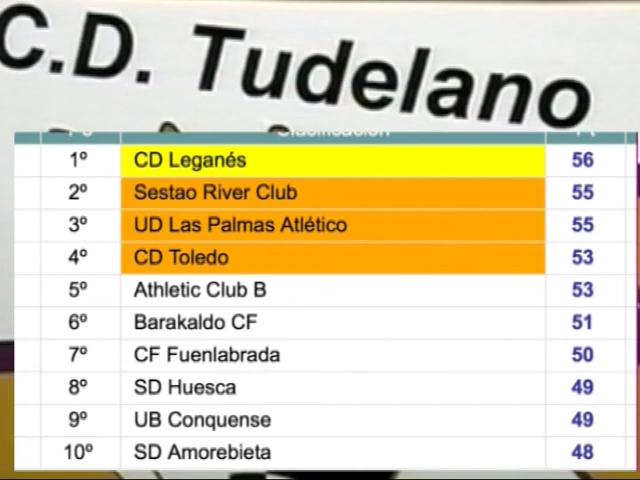 C.D. Tudelano
Clasificación
1º CD Leganés 56
2º Sestao River Club 55
3º UD Las Palmas Atlético 55
4º CD Toledo 53
5º Athletic Club B 53
6º Barakaldo CF 51
7º CF Fuenlabrada 50
8º SD Huesca 49
9º UB Conquense 49
10º SD Amorebieta 48